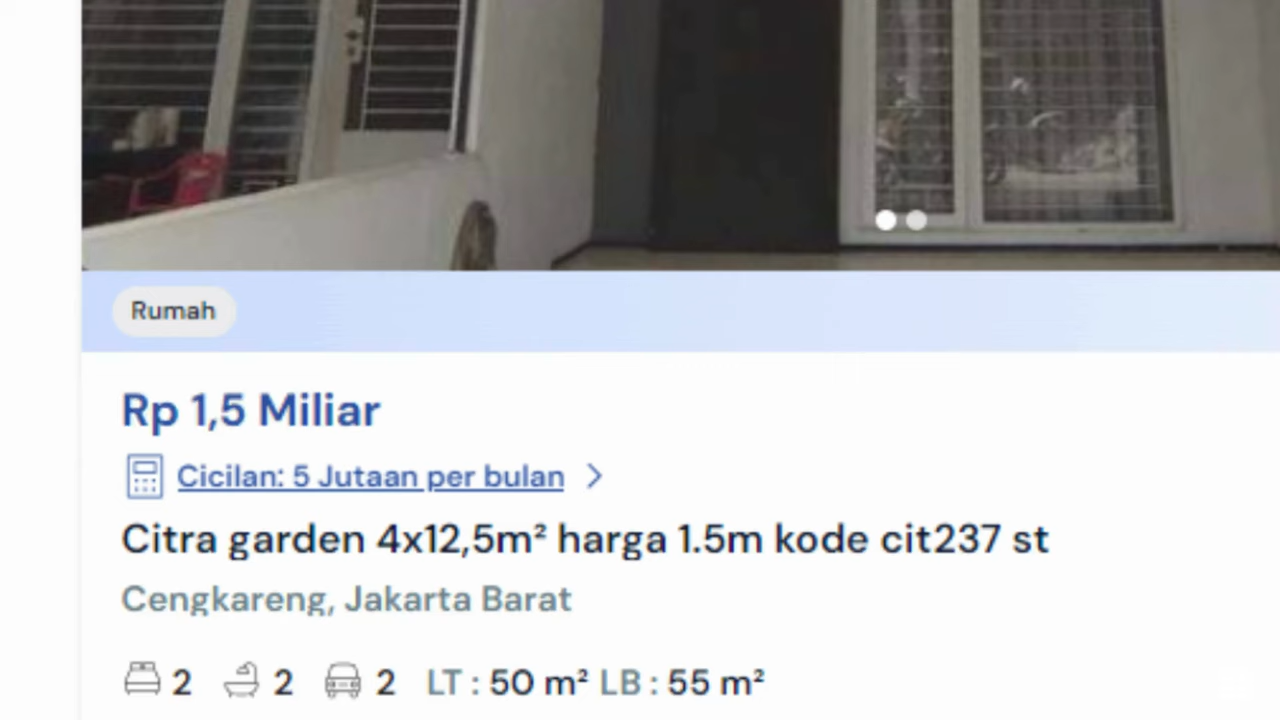 Rumah
Rp 1,5 Miliar
Cicilan: 5 Jutaan per bulan
Citra garden 4x12,5m² harga 1.5m kode cit237 st
Cengkareng, Jakarta Barat
2 2 2 LT : 50 m² LB : 55 m²